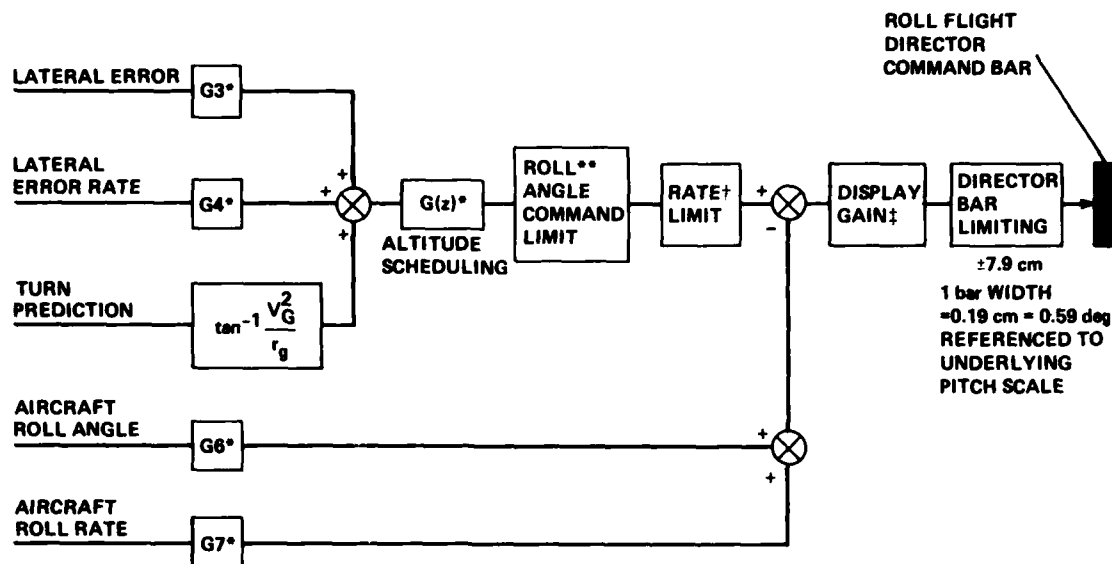 ROLL FLIGHT
DIRECTOR
COMMAND BAR
LATERAL ERROR
G3*
+
LATERAL
ERROR RATE
G4*
+
G(z)*
ALTITUDE
SCHEDULING
ROLL**
ANGLE
COMMAND
LIMIT
RATE†
LIMIT
+
−
DISPLAY
GAIN‡
DIRECTOR
BAR
LIMITING
±7.9 cm
1 bar WIDTH
=0.19 cm = 0.59 deg
REFERENCED TO
UNDERLYING
PITCH SCALE
TURN
PREDICTION
tan−1 VG2
rg
+
AIRCRAFT
ROLL ANGLE
G6*
+
AIRCRAFT
ROLL RATE
G7*
+